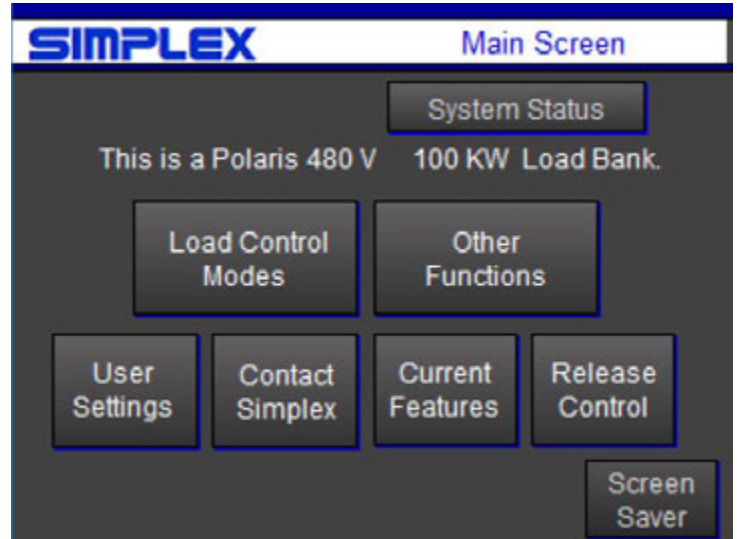 SIMPLEX Main Screen
System Status
This is a Polaris 480 V 100 KW Load Bank.
Load Control
Modes
Other
Functions
User
Settings
Contact
Simplex
Current
Features
Release
Control
Screen
Saver